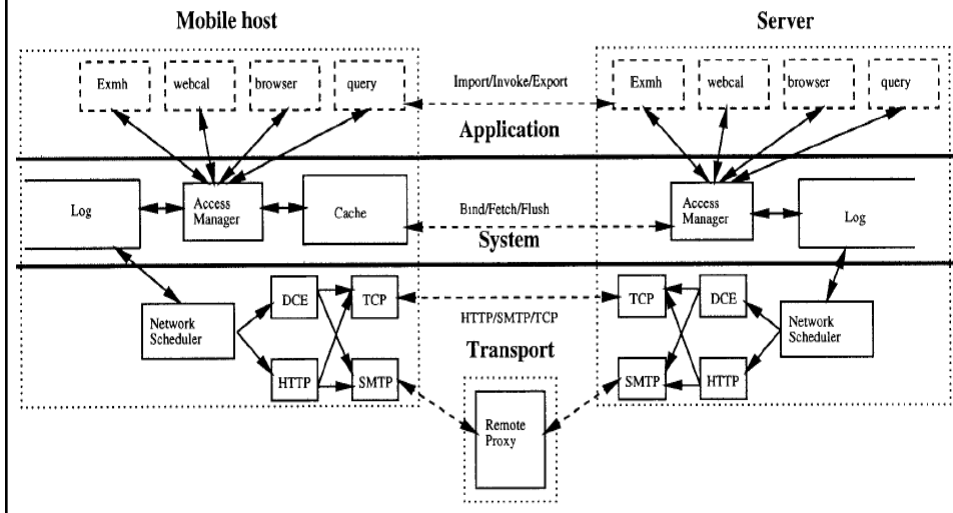 Mobile host
Server
Exmh
webcal
browser
query
Import/Invoke/Export
Exmh
webcal
browser
query
Application
Log
Access
Manager
Cache
Bind/Fetch/Flush
Access
Manager
Log
System
Network
Scheduler
DCE
TCP
HTTP
SMTP
HTTP/SMTP/TCP
TCP
DCE
SMTP
HTTP
Network
Scheduler
Transport
Remote
Proxy